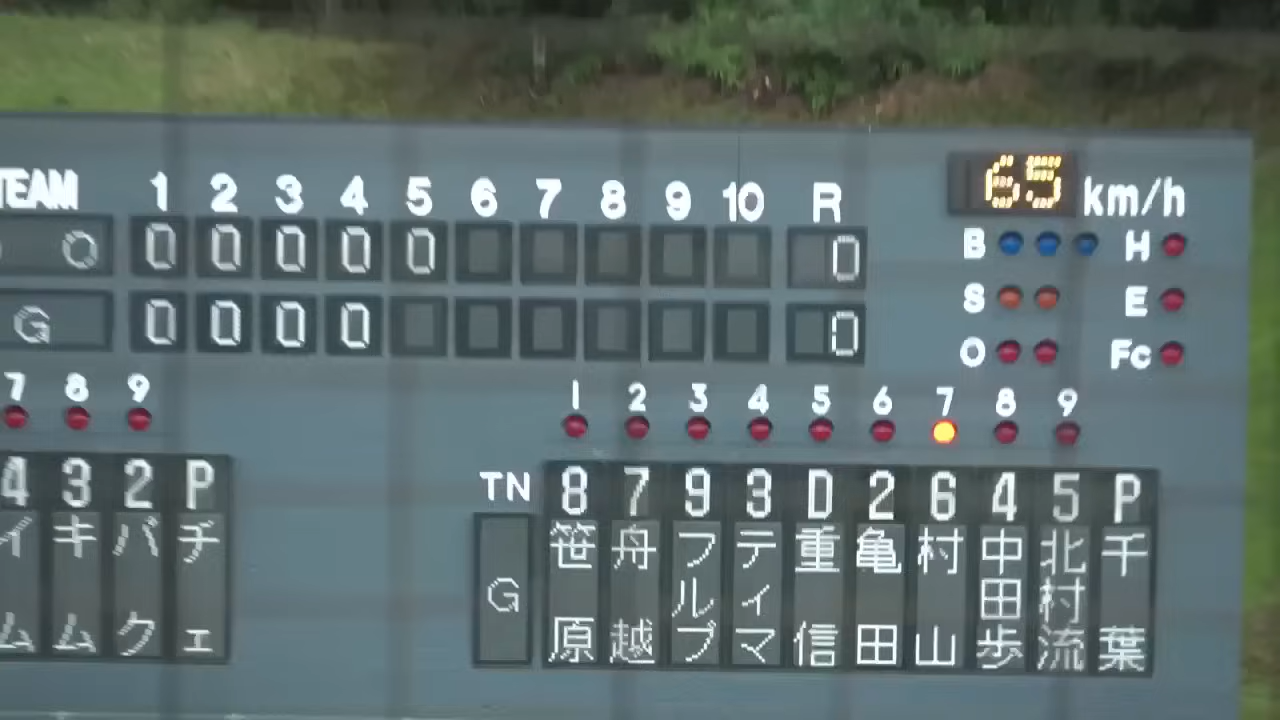 TEAM 1 2 3 4 5 6 7 8 9 10 R
65 km/h
0 0 0 0 0 0
G 0 0 0 0 0
B H
S E
O Fc
7 8 9
4 3 2 P
イム キム バク チェ
1 2 3 4 5 6 7 8 9
TN 8 7 9 3 D 2 6 4 5 P
G 笹原 舟越 フルプ ティマ 重信 亀田 村山 中田歩 北村流 千葉